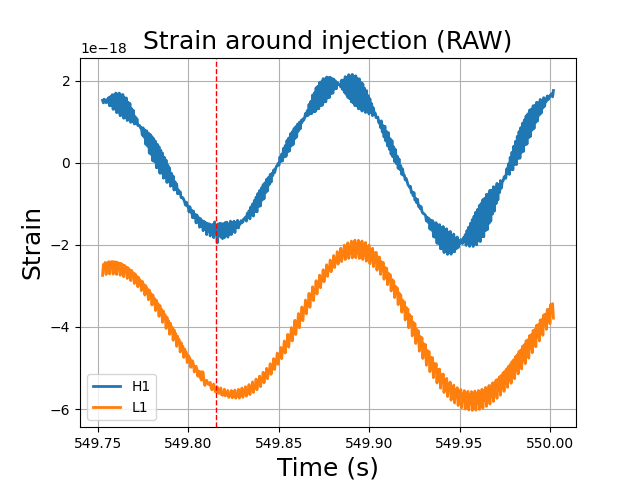 Strain around injection (RAW)
1e−18
2
0
−2
−4
−6
Strain
H1
L1
549.75 549.80 549.85 549.90 549.95 550.00
Time (s)